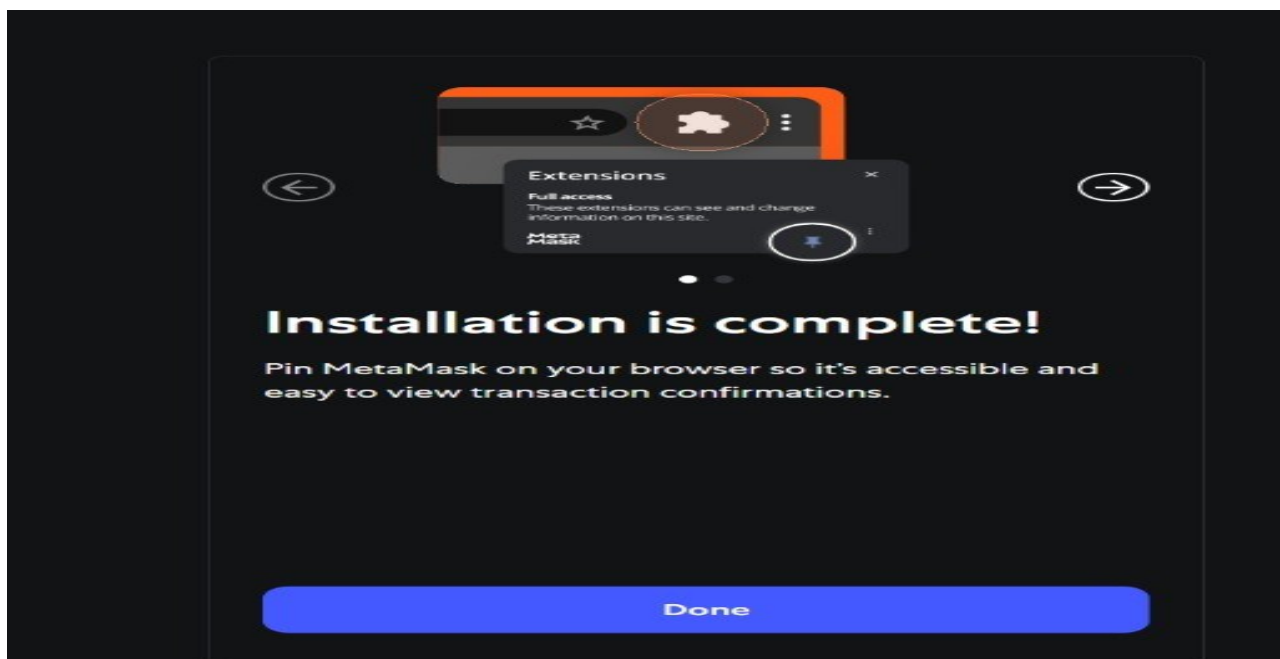 Extensions
Full access
These extensions can see and change
information on this site.
Meta
Mask
Installation is complete!
Pin MetaMask on your browser so it's accessible and
easy to view transaction confirmations.
Done